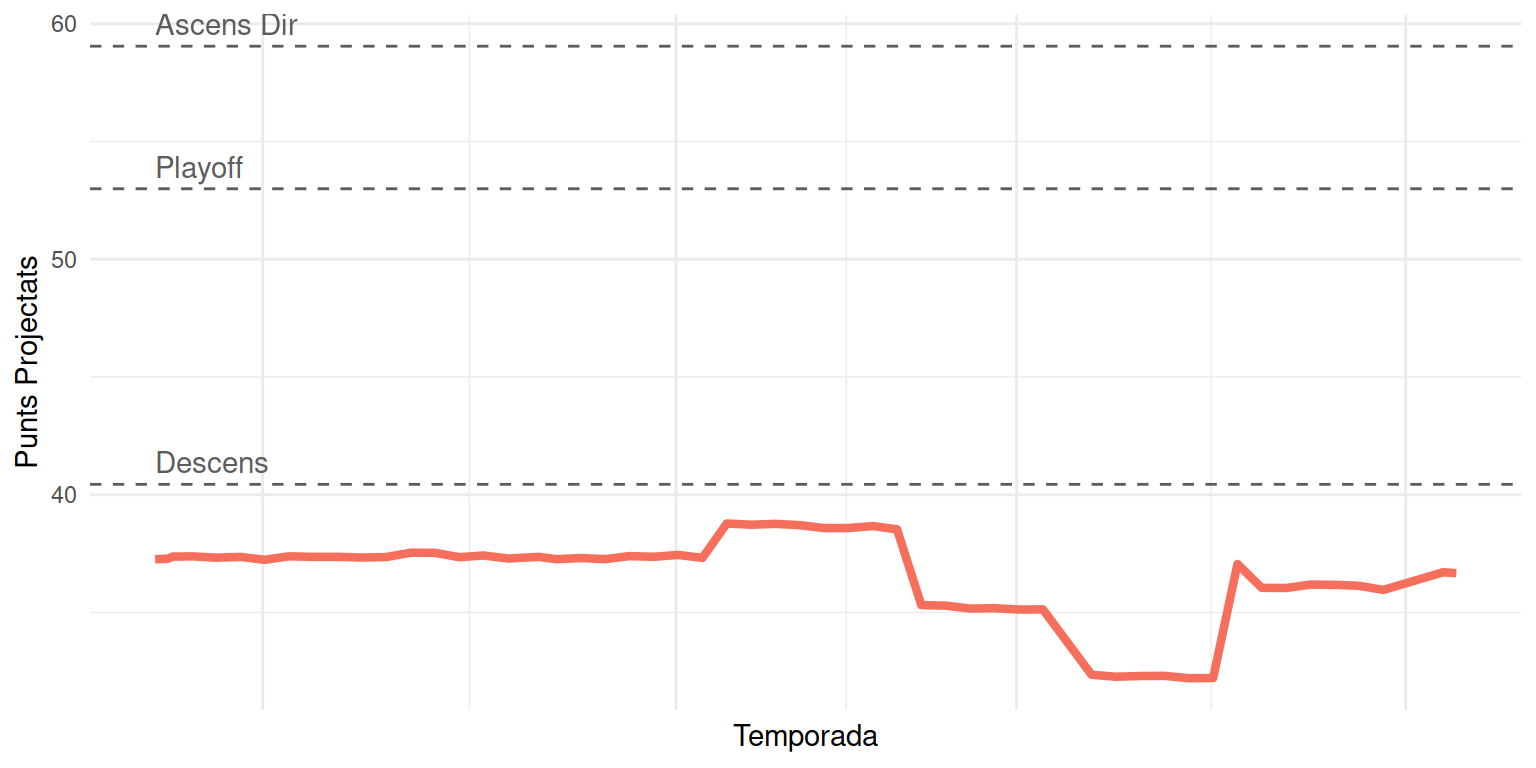 60
Ascens Dir
Playoff
50
Descens
40
Punts Projectats
Temporada